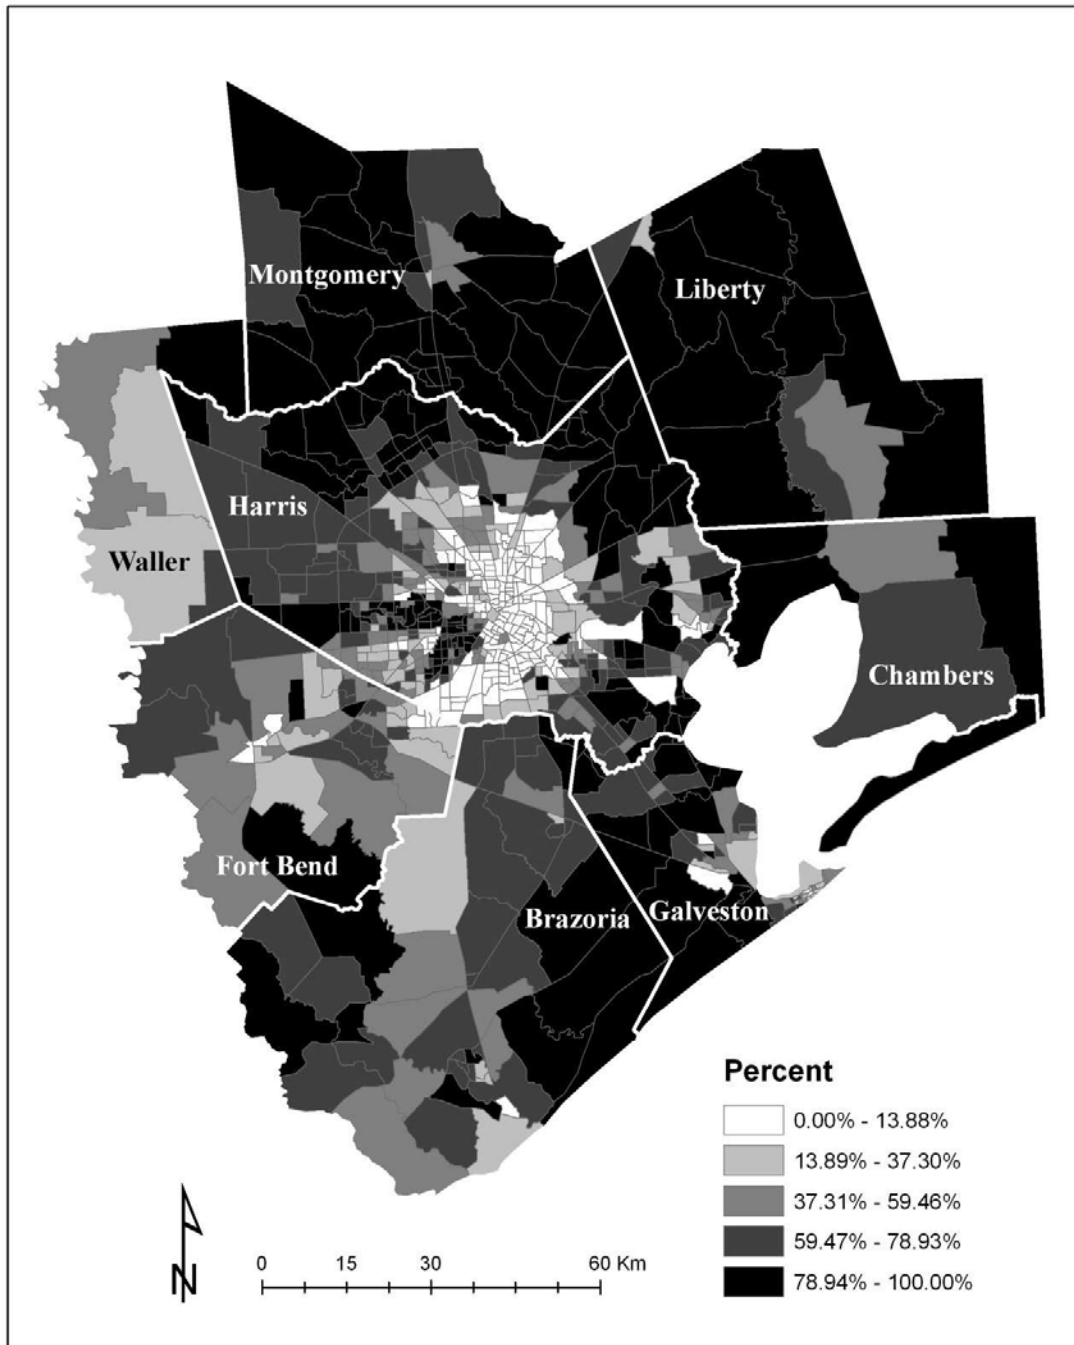 Montgomery
Liberty
Harris
Waller
Chambers
Fort Bend
Brazoria
Galveston
Percent
0.00% - 13.88%
13.89% - 37.30%
37.31% - 59.46%
59.47% - 78.93%
78.94% - 100.00%
N
0 15 30 60 Km